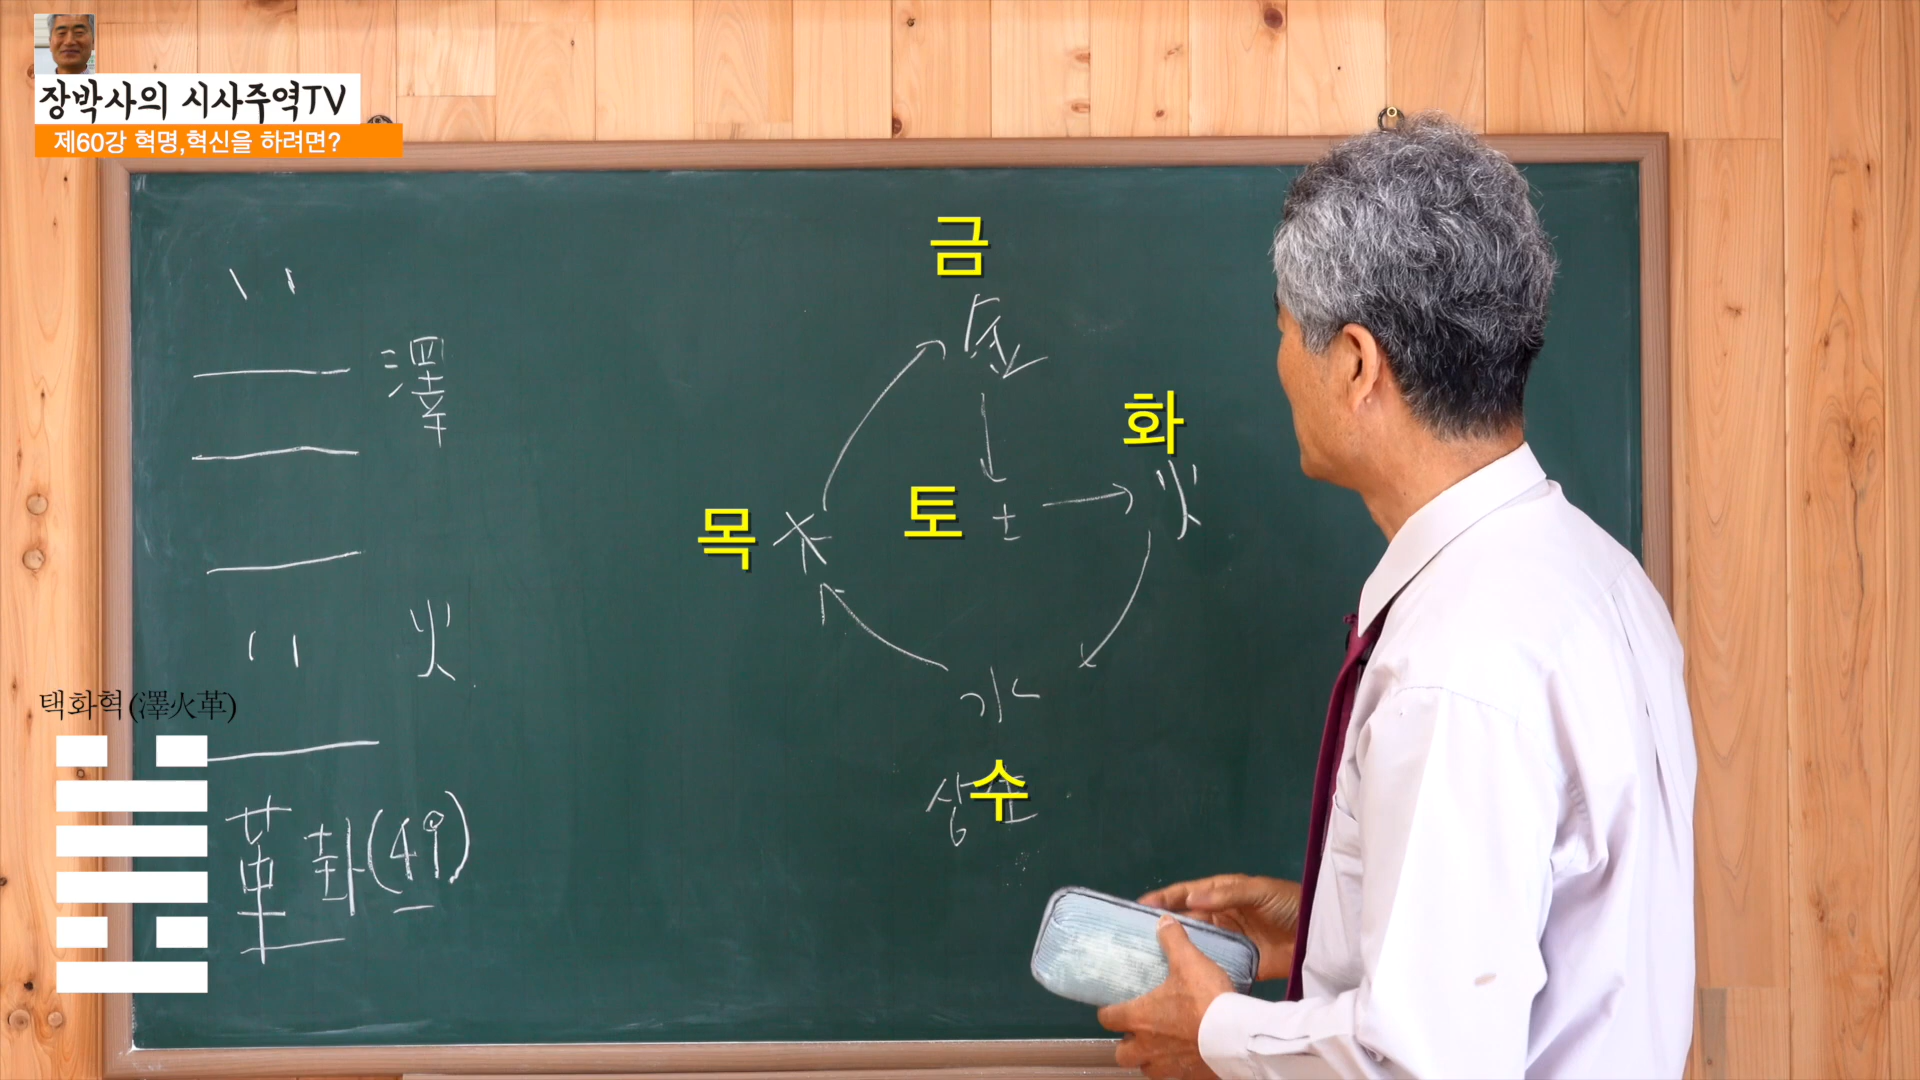 장박사의 시사주역TV
제60강 혁명,혁신을 하려면?
금
金
澤
화
火
목
木
토
土
火
水
택화혁(澤火革)
수
상
革卦(49)